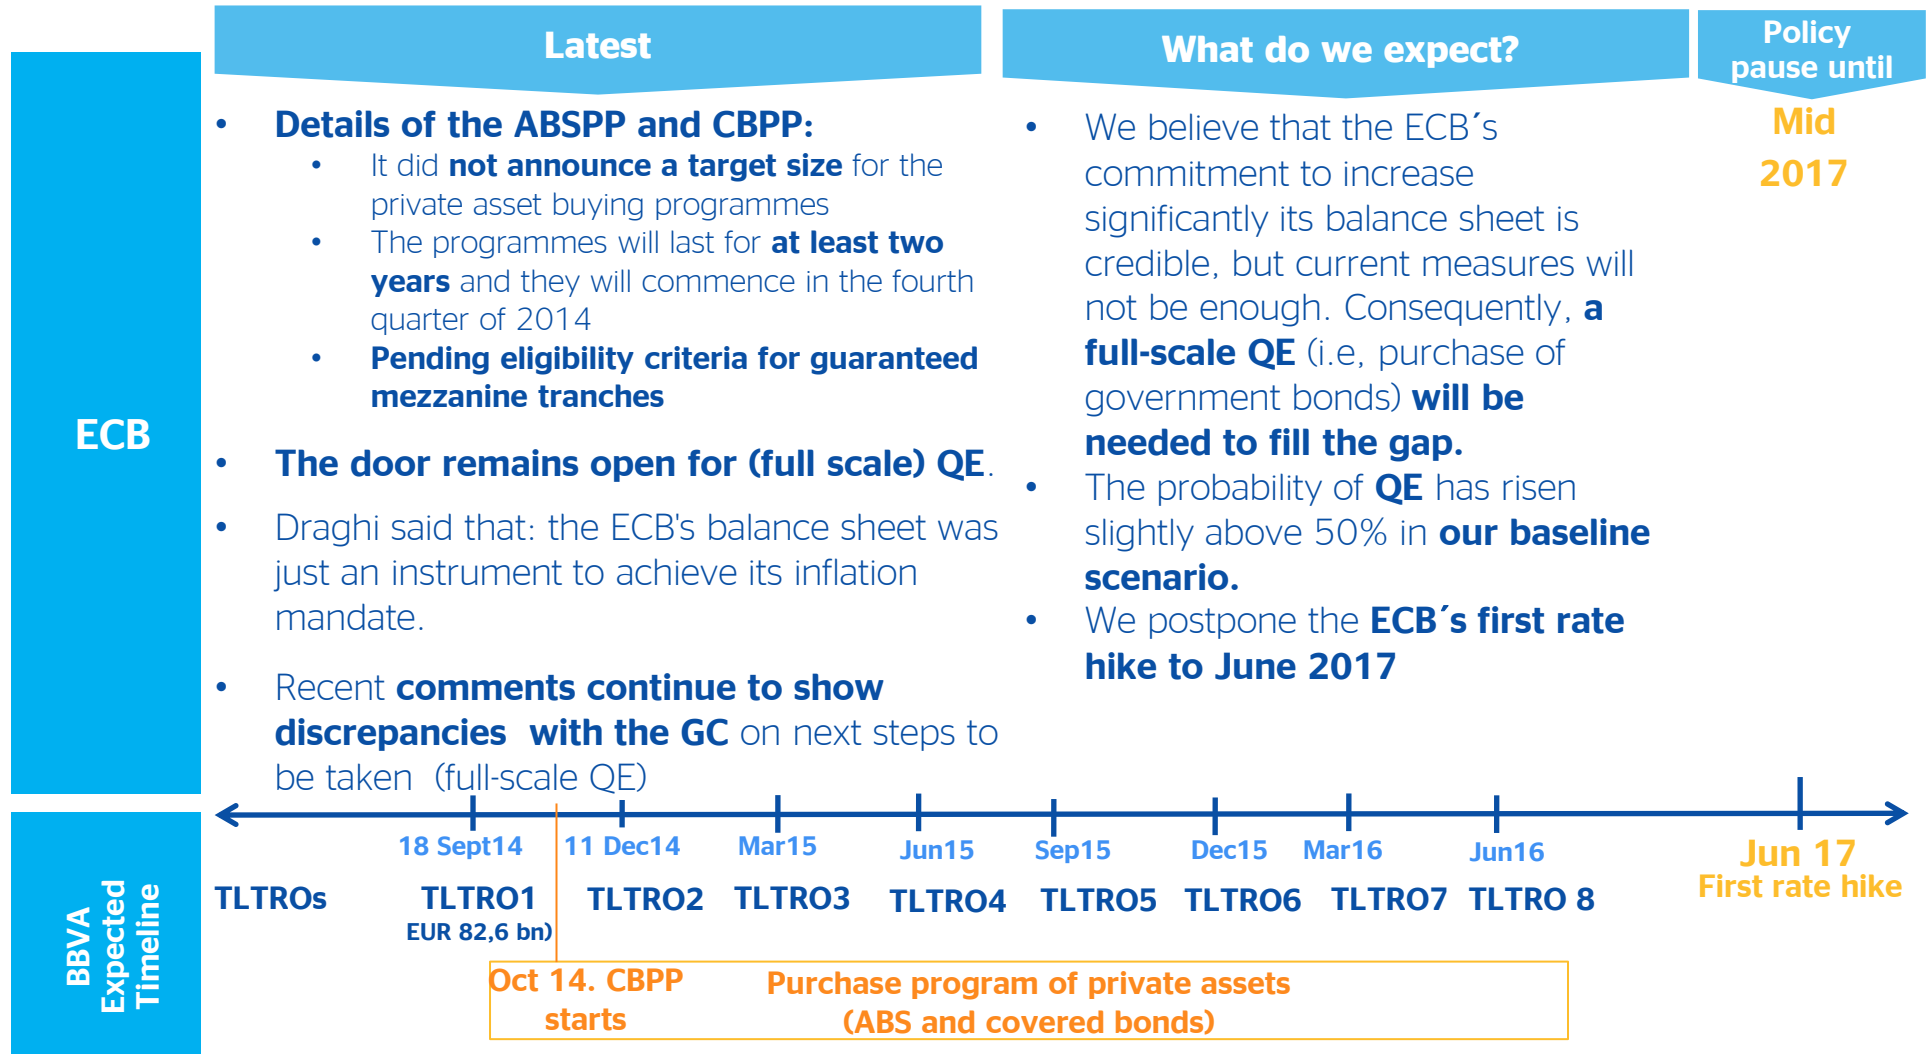 Latest
What do we expect?
Policy
pause until
ECB
• Details of the ABSPP and CBPP:
• It did not announce a target size for the
private asset buying programmes
• The programmes will last for at least two
years and they will commence in the fourth
quarter of 2014
• Pending eligibility criteria for guaranteed
mezzanine tranches
• The door remains open for (full scale) QE.
• Draghi said that: the ECB's balance sheet was
just an instrument to achieve its inflation
mandate.
• Recent comments continue to show
discrepancies  with the GC on next steps to
be taken  (full-scale QE)
• We believe that the ECB´s
commitment to increase
significantly its balance sheet is
credible, but current measures will
not be enough. Consequently, a
full-scale QE (i.e, purchase of
government bonds) will be
needed to fill the gap.
• The probability of QE has risen
slightly above 50% in our baseline
scenario.
• We postpone the ECB´s first rate
hike to June 2017
Mid
2017
BBVA
Expected
Timeline
18 Sept14
11 Dec14
Mar15
Jun15
Sep15
Dec15
Mar16
Jun16
Jun 17
First rate hike
TLTROs
TLTRO1
EUR 82,6 bn)
TLTRO2
TLTRO3
TLTRO4
TLTRO5
TLTRO6
TLTRO7
TLTRO 8
Oct 14. CBPP
starts
Purchase program of private assets
(ABS and covered bonds)